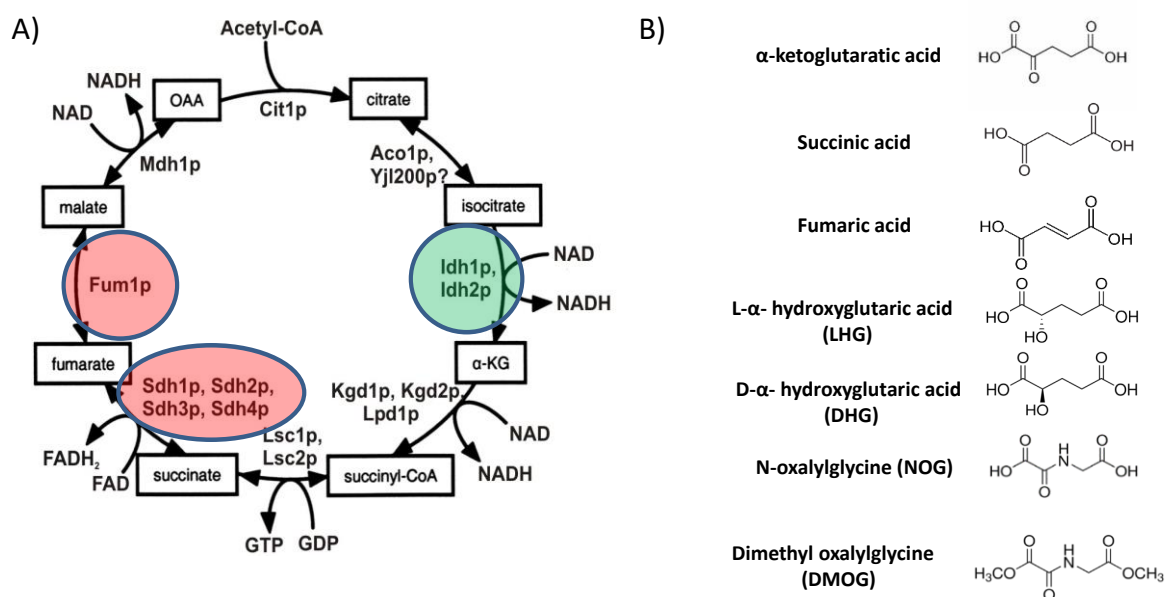 A)
Acetyl-CoA
NADH
NAD
OAA
Cit1p
citrate
Mdh1p
Aco1p,
Yjl200p?
malate
isocitrate
Fum1p
Idh1p,
Idh2p
NAD
NADH
fumarate
α-KG
Sdh1p, Sdh2p,
Sdh3p, Sdh4p
Kgd1p, Kgd2p,
Lpd1p
NAD
NADH
FADH₂
FAD
Lsc1p,
Lsc2p
succinate
succinyl-CoA
GTP
GDP
B)
α-ketoglutaratic acid
HO O O O OH
Succinic acid
HO O O OH
Fumaric acid
HO O O OH
L-α- hydroxyglutaric acid
(LHG)
HO O HO O OH
D-α- hydroxyglutaric acid
(DHG)
HO O HO O OH
N-oxalylglycine (NOG)
HO O O H N O OH
Dimethyl oxalylglycine
(DMOG)
H₃CO O O H N O OCH₃